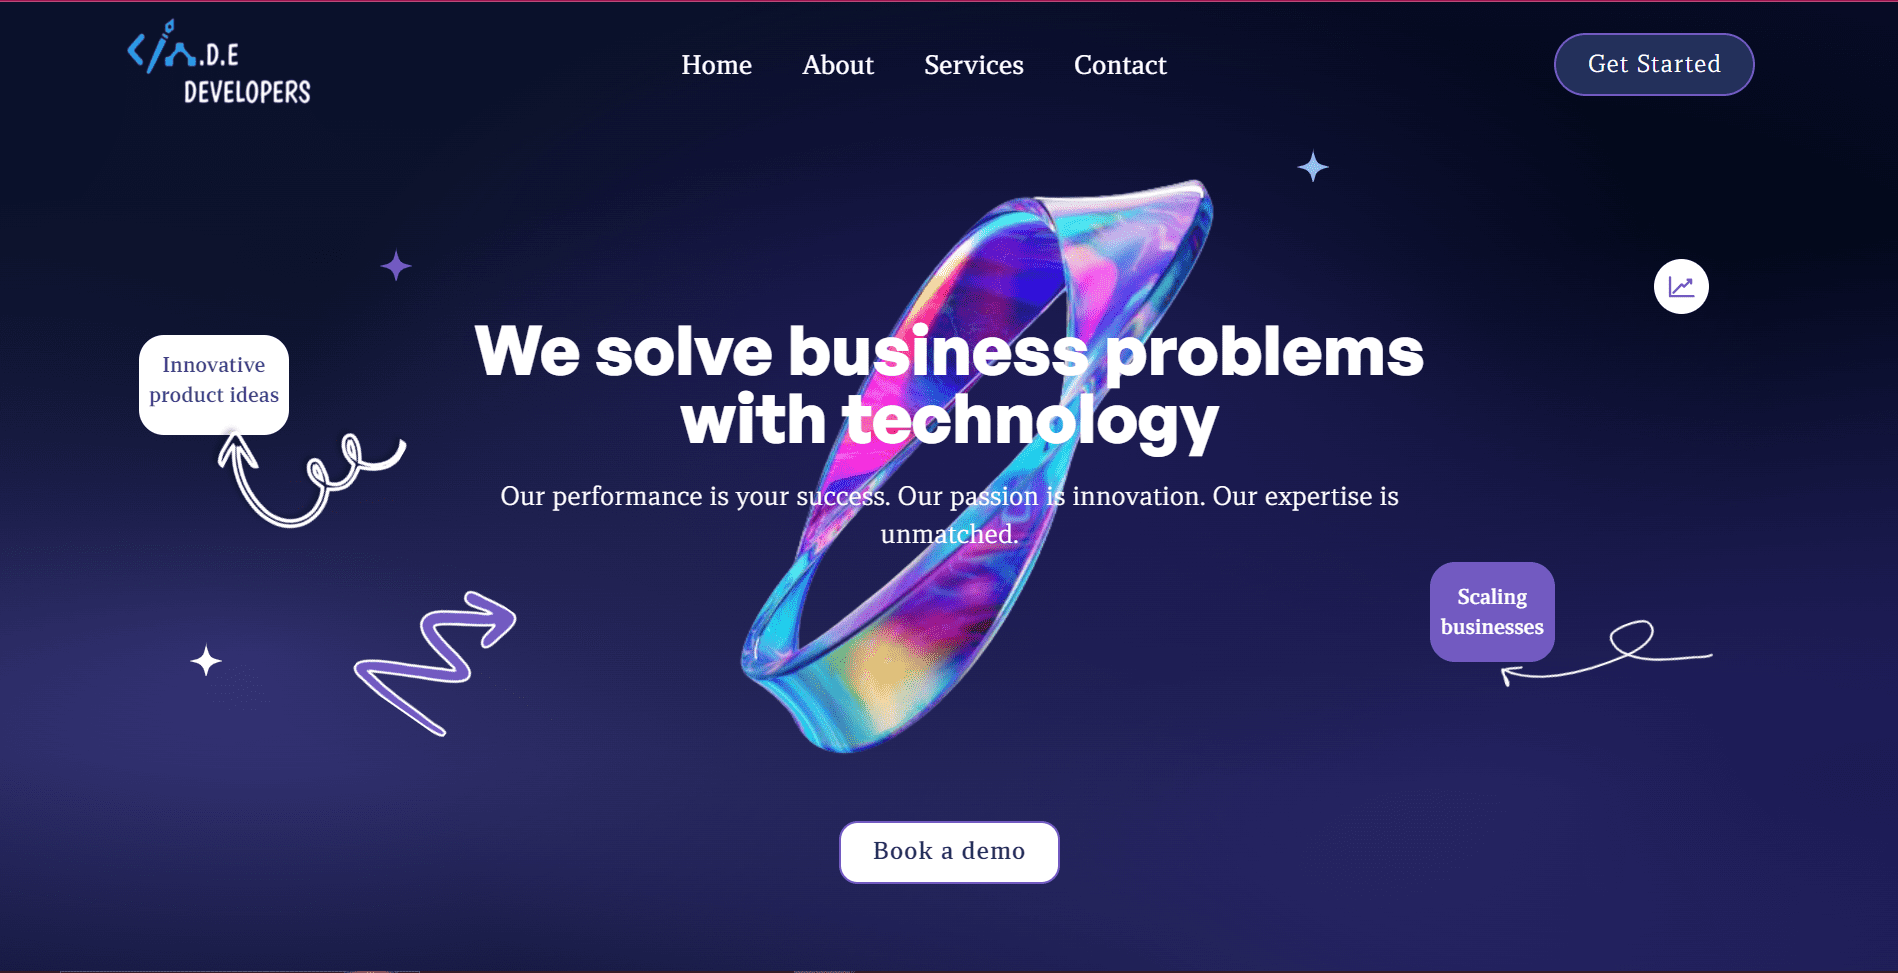 .D.E
DEVELOPERS
Home About Services Contact
Get Started
We solve business problems
with technology
Our performance is your success. Our passion is innovation. Our expertise is
unmatched.
Innovative
product ideas
Scaling
businesses
Book a demo